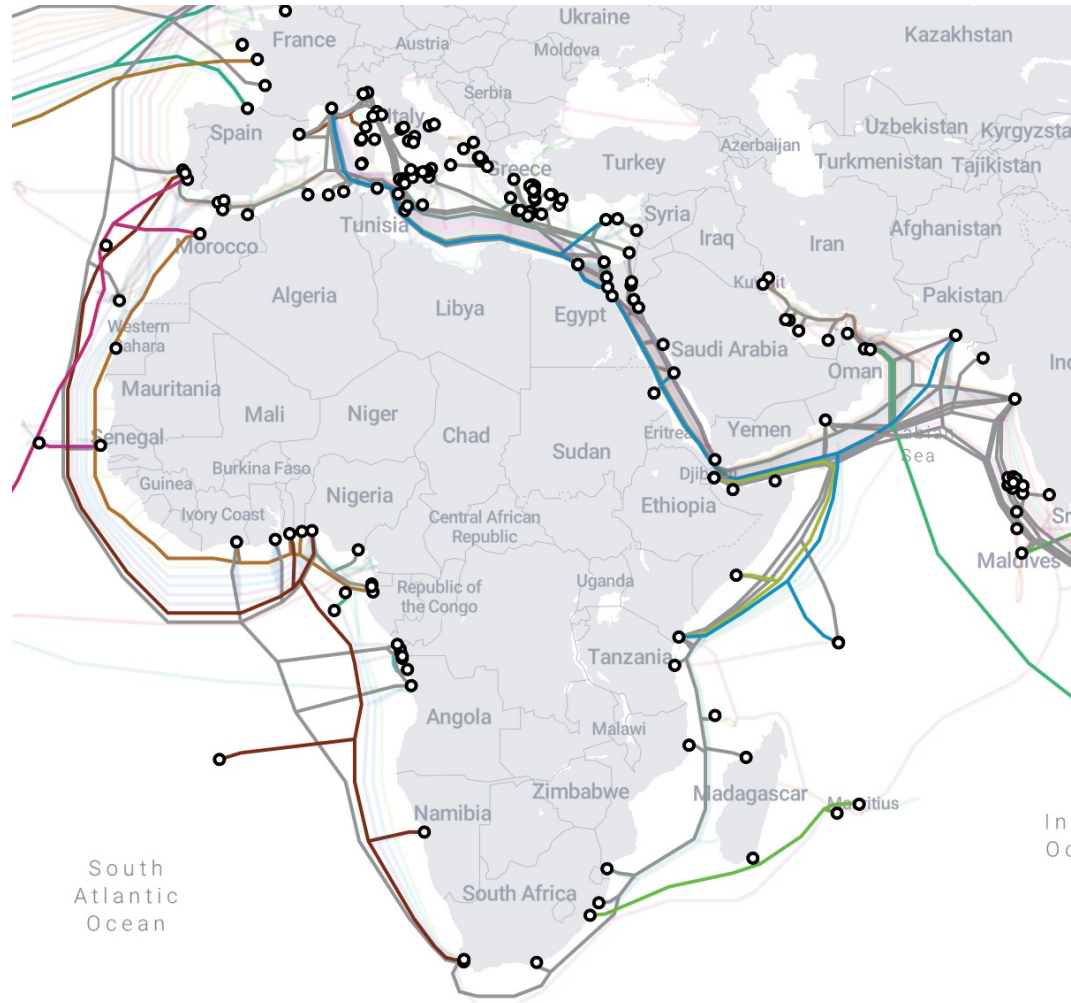 Ukraine
France
Austria
Moldova
Kazakhstan
Serbia
Italy
Spain
Uzbekistan
Kyrgyzsta
Azerbaijan
Greece
Turkey
Turkmenistan
Tajikistan
Syria
Tunisia
Afghanistan
Morocco
Iraq
Iran
Algeria
Libya
Egypt
Pakistan
Western
Saudi Arabia
Oman
Mauritania
Mali
Niger
Chad
Sudan
Yemen
Senegal
Eritrea
Sea
Burkina Faso
Guinea
Nigeria
Ethiopia
Ivory Coast
Central African
Republic
Maldives
Uganda
Republic of
the Congo
Tanzania
Angola
Malawi
Zimbabwe
Madagascar
Mauritius
Namibia
South
Atlantic
Ocean
South Africa